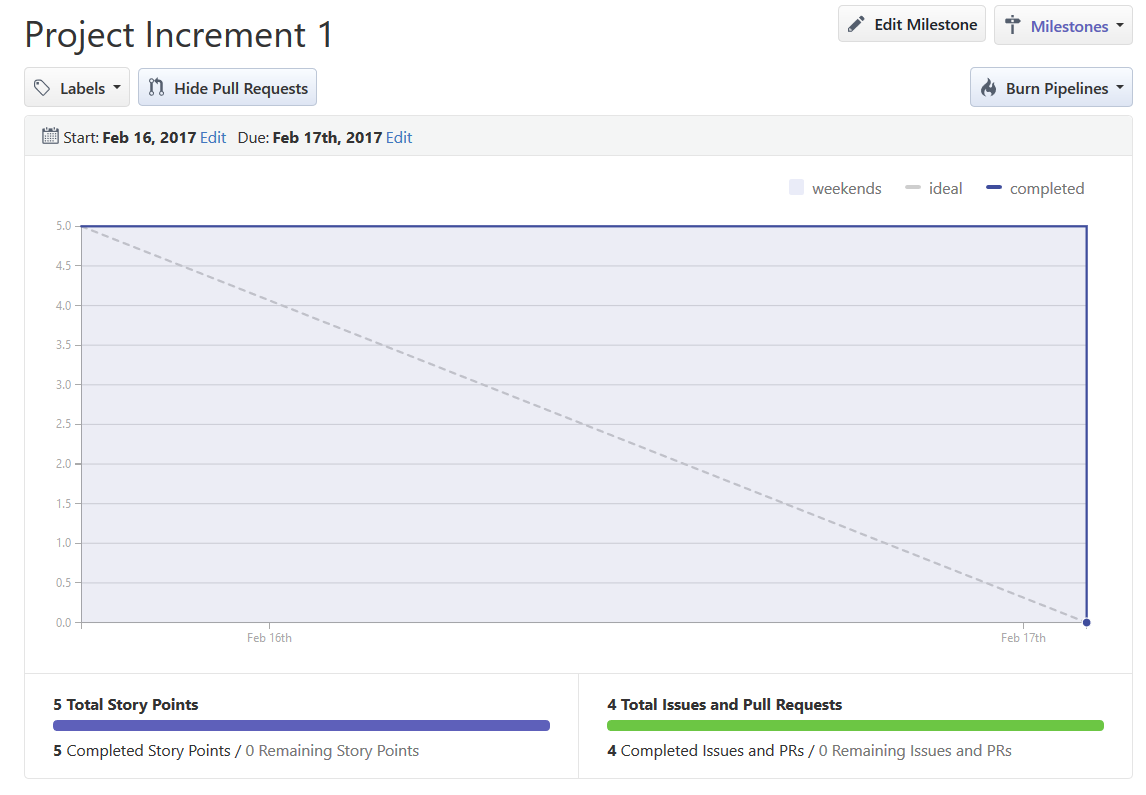 Project Increment 1
Edit Milestone
Milestones
Labels
Hide Pull Requests
Burn Pipelines
Start: Feb 16, 2017 Edit Due: Feb 17th, 2017 Edit
weekends ideal completed
5.0
4.5
4.0
3.5
3.0
2.5
2.0
1.5
1.0
0.5
0.0
Feb 16th Feb 17th
5 Total Story Points
5 Completed Story Points / 0 Remaining Story Points
4 Total Issues and Pull Requests
4 Completed Issues and PRs / 0 Remaining Issues and PRs